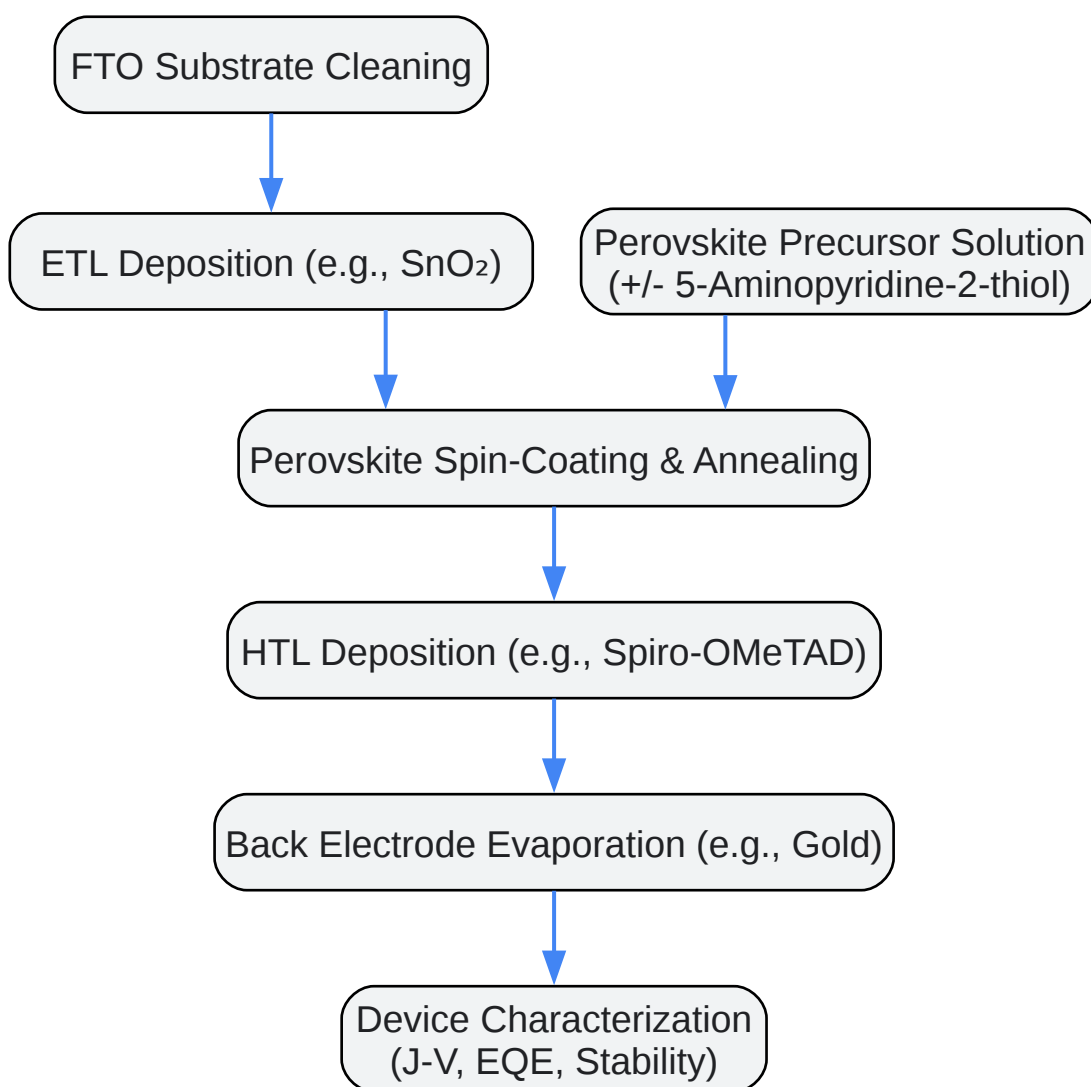 FTO Substrate Cleaning
ETL Deposition (e.g., SnO₂)
Perovskite Precursor Solution
(+/- 5-Aminopyridine-2-thiol)
Perovskite Spin-Coating & Annealing
HTL Deposition (e.g., Spiro-OMeTAD)
Back Electrode Evaporation (e.g., Gold)
Device Characterization
(J-V, EQE, Stability)